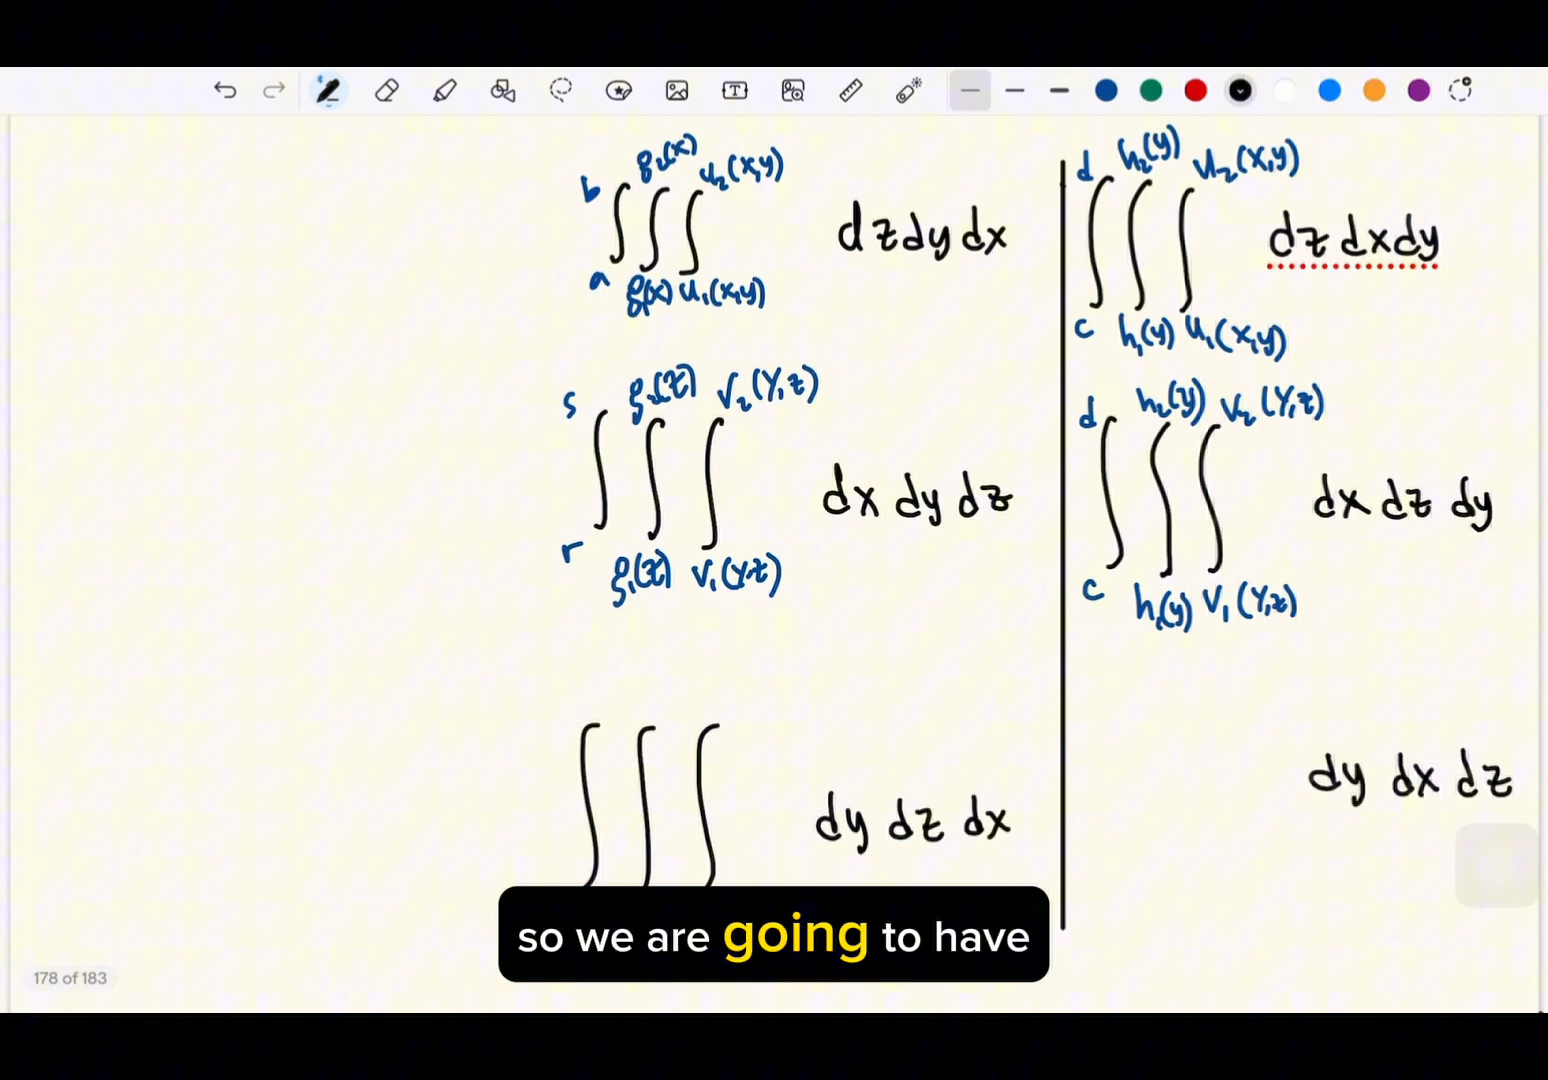 b g₂(x) u₂(x,y)
∫∫∫ dz dy dx
a g₁(x) u₁(x,y)
d h₂(y) u₂(x,y)
∫∫∫ dz dx dy
c h₁(y) u₁(x,y)
s g₂(z) v₂(y,z)
∫∫∫ dx dy dz
r g₁(z) v₁(y,z)
d h₂(y) v₂(y,z)
∫∫∫ dx dz dy
c h₁(y) v₁(y,z)
∫∫∫ dy dz dx
dy dx dz
so we are going to have
178 of 183